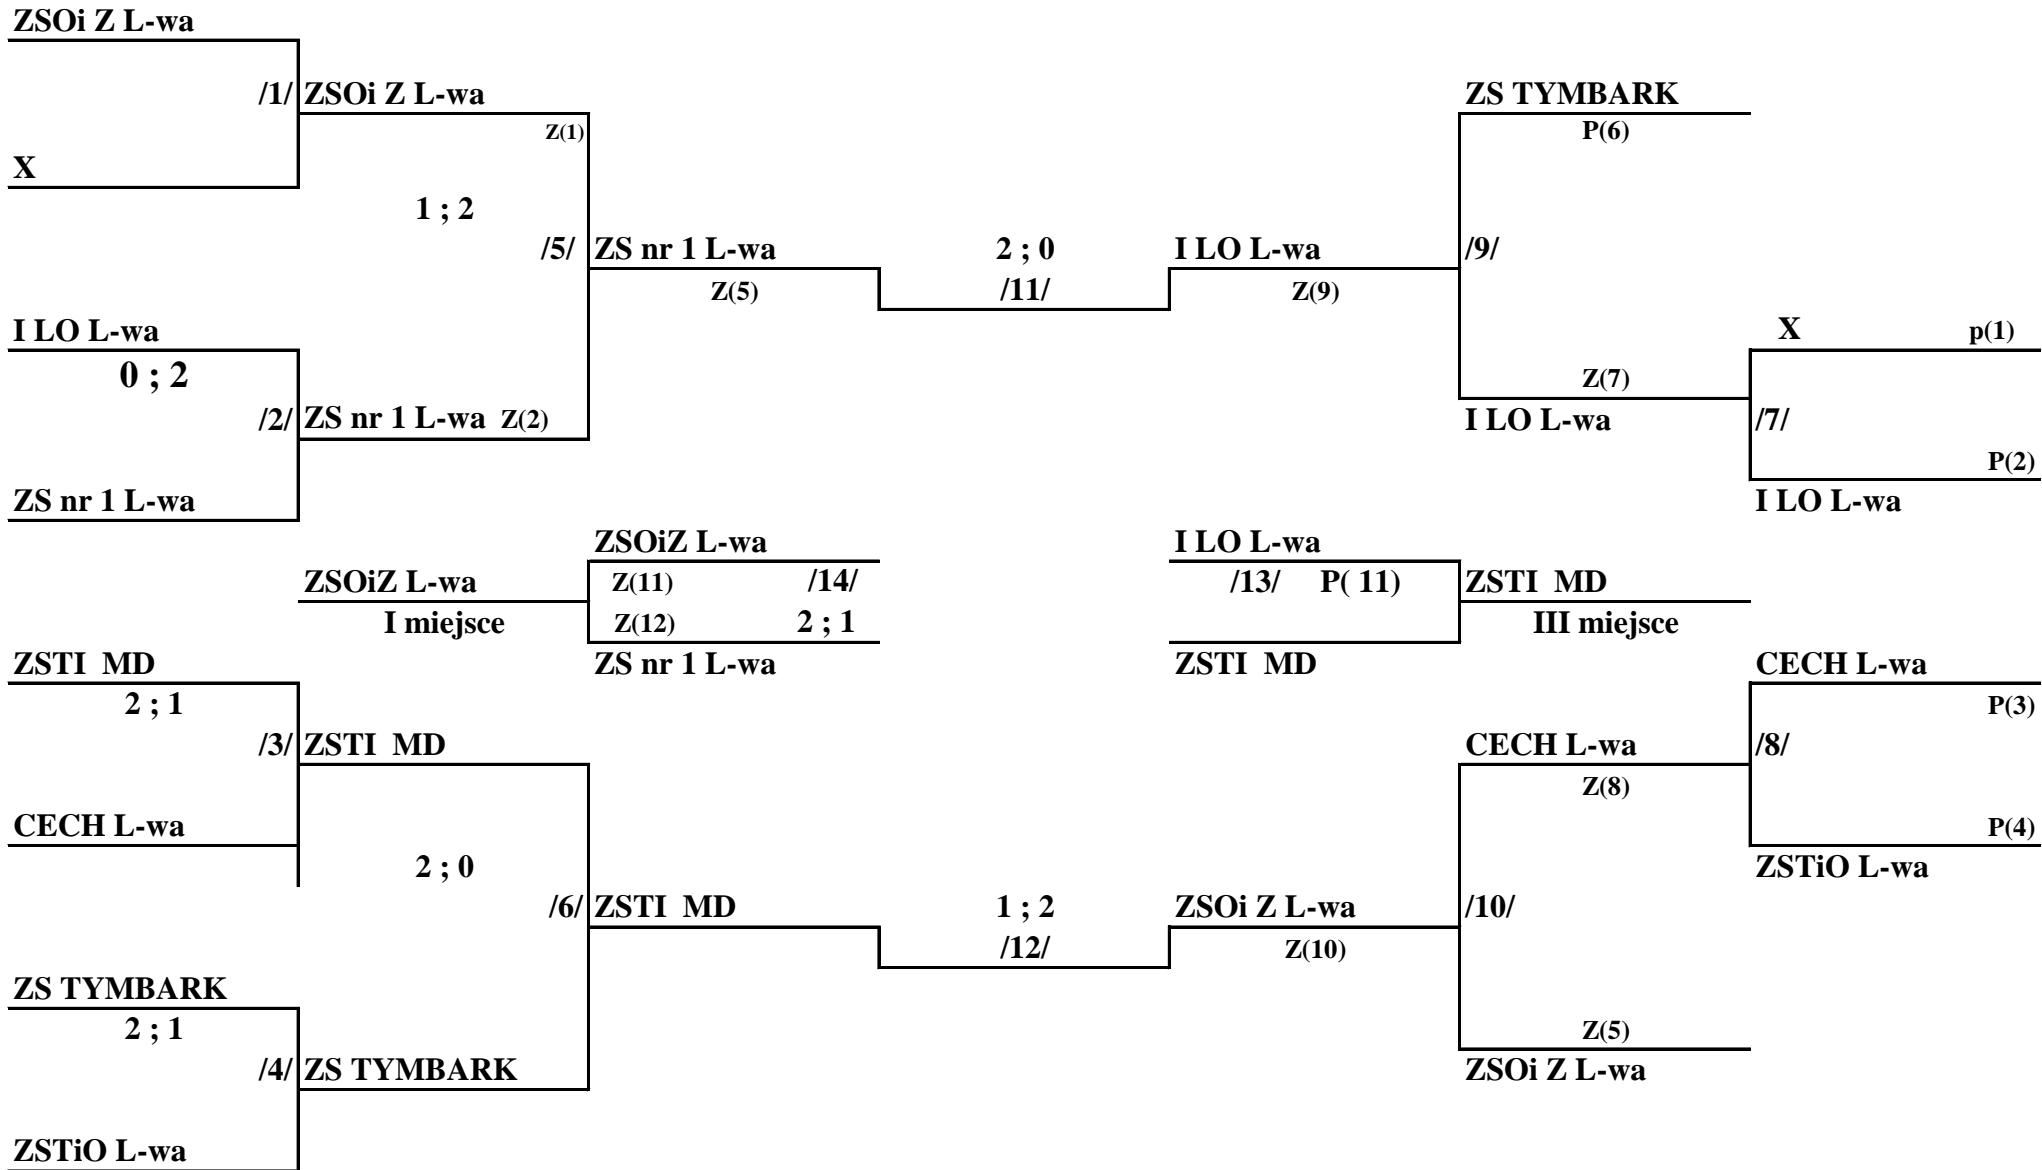 ZSOi Z L-wa
/1/ ZSOi Z L-wa
ZS TYMBARK
Z(1)
P(6)
X
1 ; 2
/5/ ZS nr 1 L-wa
2 ; 0
I LO L-wa
/9/
Z(5)
/11/
Z(9)
I LO L-wa
X
p(1)
0 ; 2
Z(7)
/2/ ZS nr 1 L-wa Z(2)
I LO L-wa
/7/
P(2)
ZS nr 1 L-wa
I LO L-wa
ZSOiZ L-wa
I LO L-wa
ZSOiZ L-wa
Z(11)
/14/
/13/ P( 11)
ZSTI MD
I miejsce
Z(12)
2 ; 1
III miejsce
ZSTI MD
ZS nr 1 L-wa
ZSTI MD
CECH L-wa
2 ; 1
P(3)
/3/ ZSTI MD
CECH L-wa
/8/
Z(8)
CECH L-wa
P(4)
2 ; 0
ZSTiO L-wa
/6/ ZSTI MD
1 ; 2
ZSOi Z L-wa
/10/
/12/
Z(10)
ZS TYMBARK
2 ; 1
Z(5)
/4/ ZS TYMBARK
ZSOi Z L-wa
ZSTiO L-wa